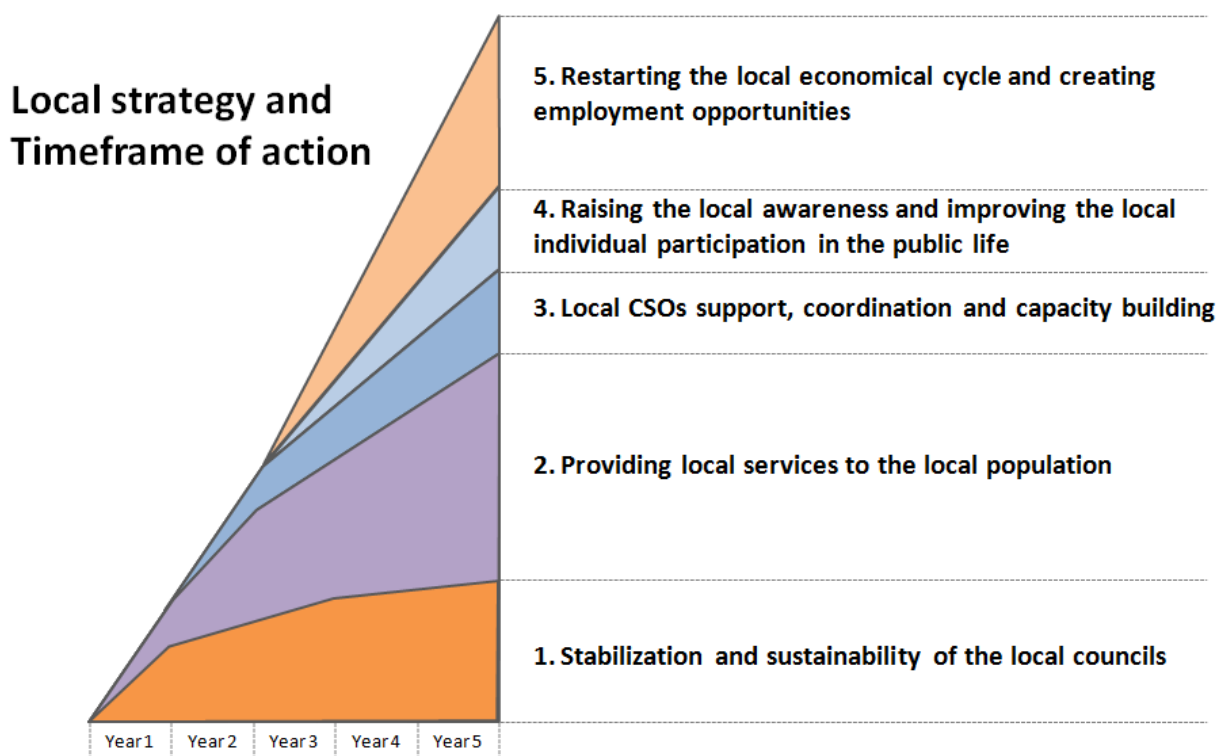 Local strategy and
Timeframe of action
5. Restarting the local economical cycle and creating
employment opportunities
4. Raising the local awareness and improving the local
individual participation in the public life
3. Local CSOs support, coordination and capacity building
2. Providing local services to the local population
1. Stabilization and sustainability of the local councils
Year1 Year2 Year3 Year4 Year5